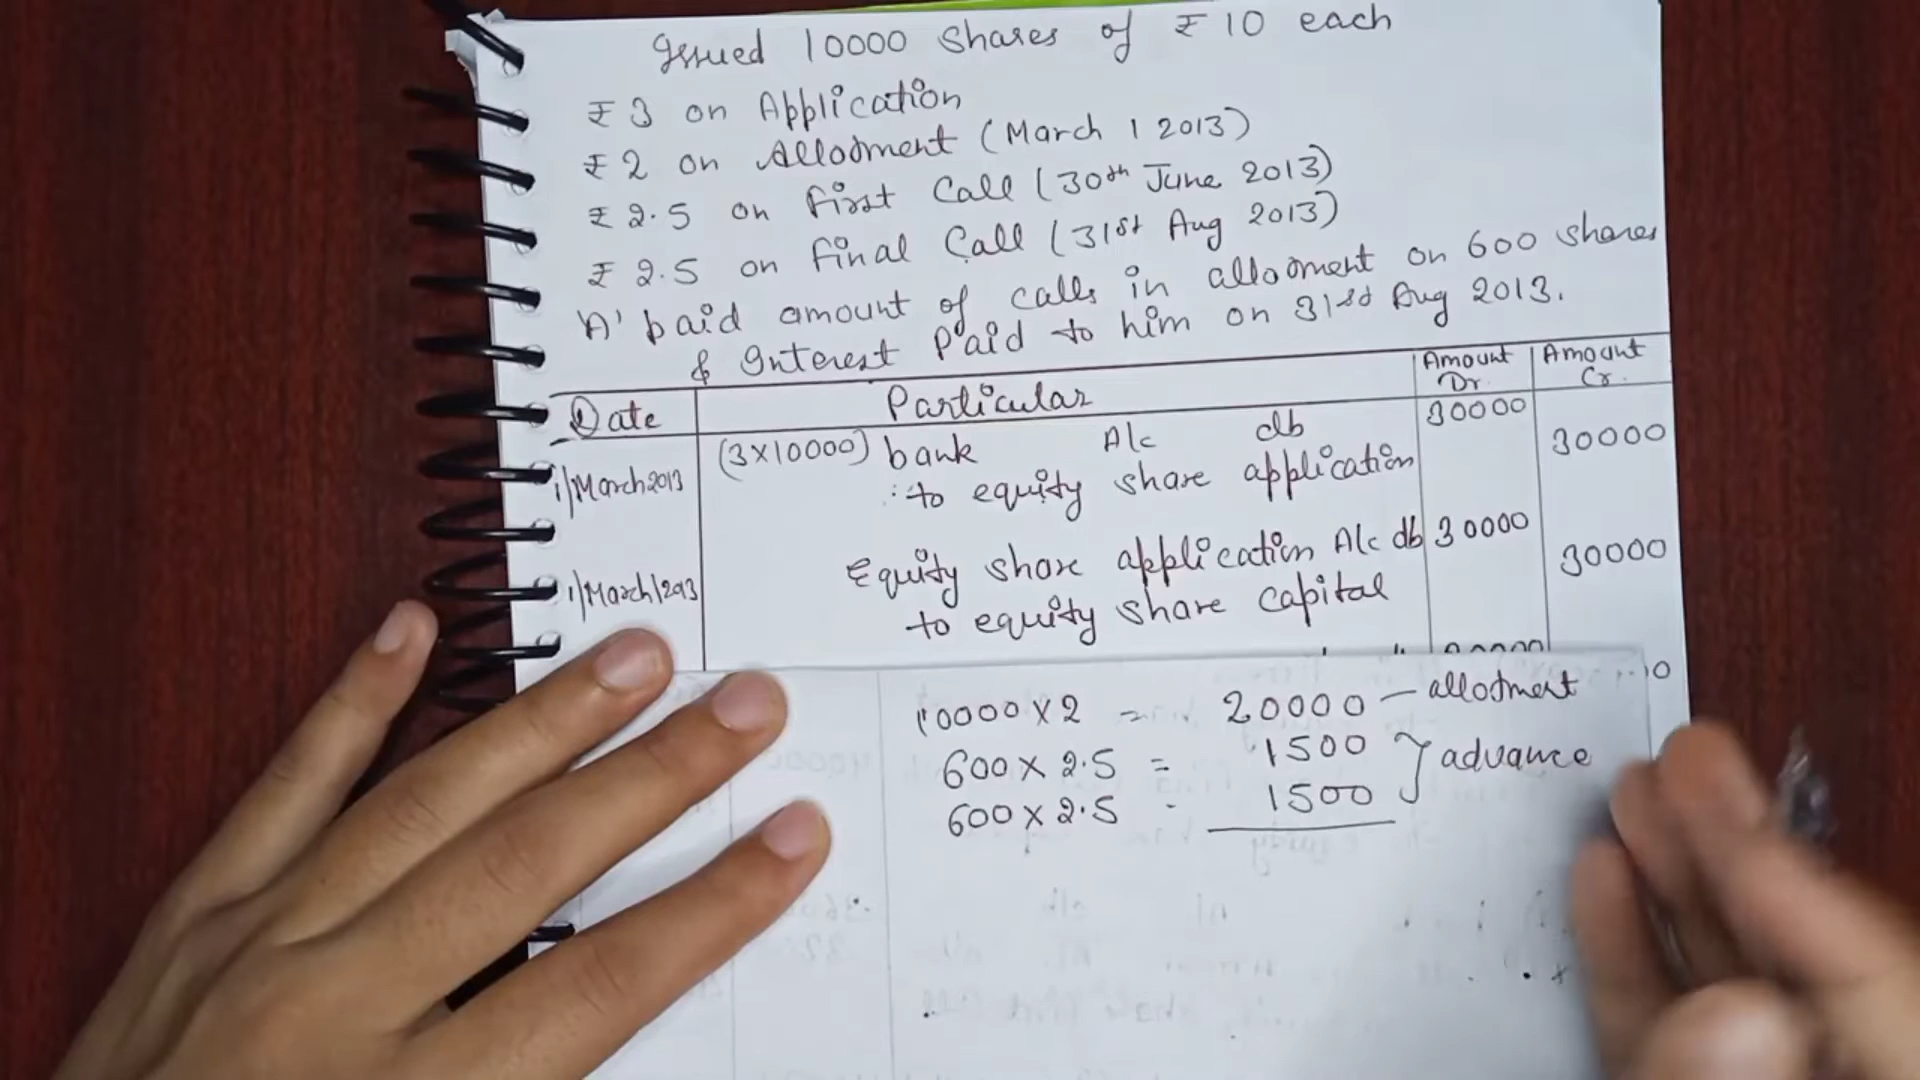 Issued 10000 Shares of ₹ 10 each
₹ 3 on Application
₹ 2 on Allotment (March 1 2013)
₹ 2.5 on first Call (30th June 2013)
₹ 2.5 on final Call (31st Aug 2013)
'A' paid amount of calls in allotment on 600 shares
& Interest Paid to him on 31st Aug 2013.
Date Particular Amount Dr. Amount Cr.
1/March2013 (3×10000) bank A/c db 30000
to equity share application 30000
1/March/2013 Equity share application A/c db 30000
to equity share capital 30000
10000×2 = 20000 — allotment
600×2.5 = 1500 } advance
600×2.5 = 1500